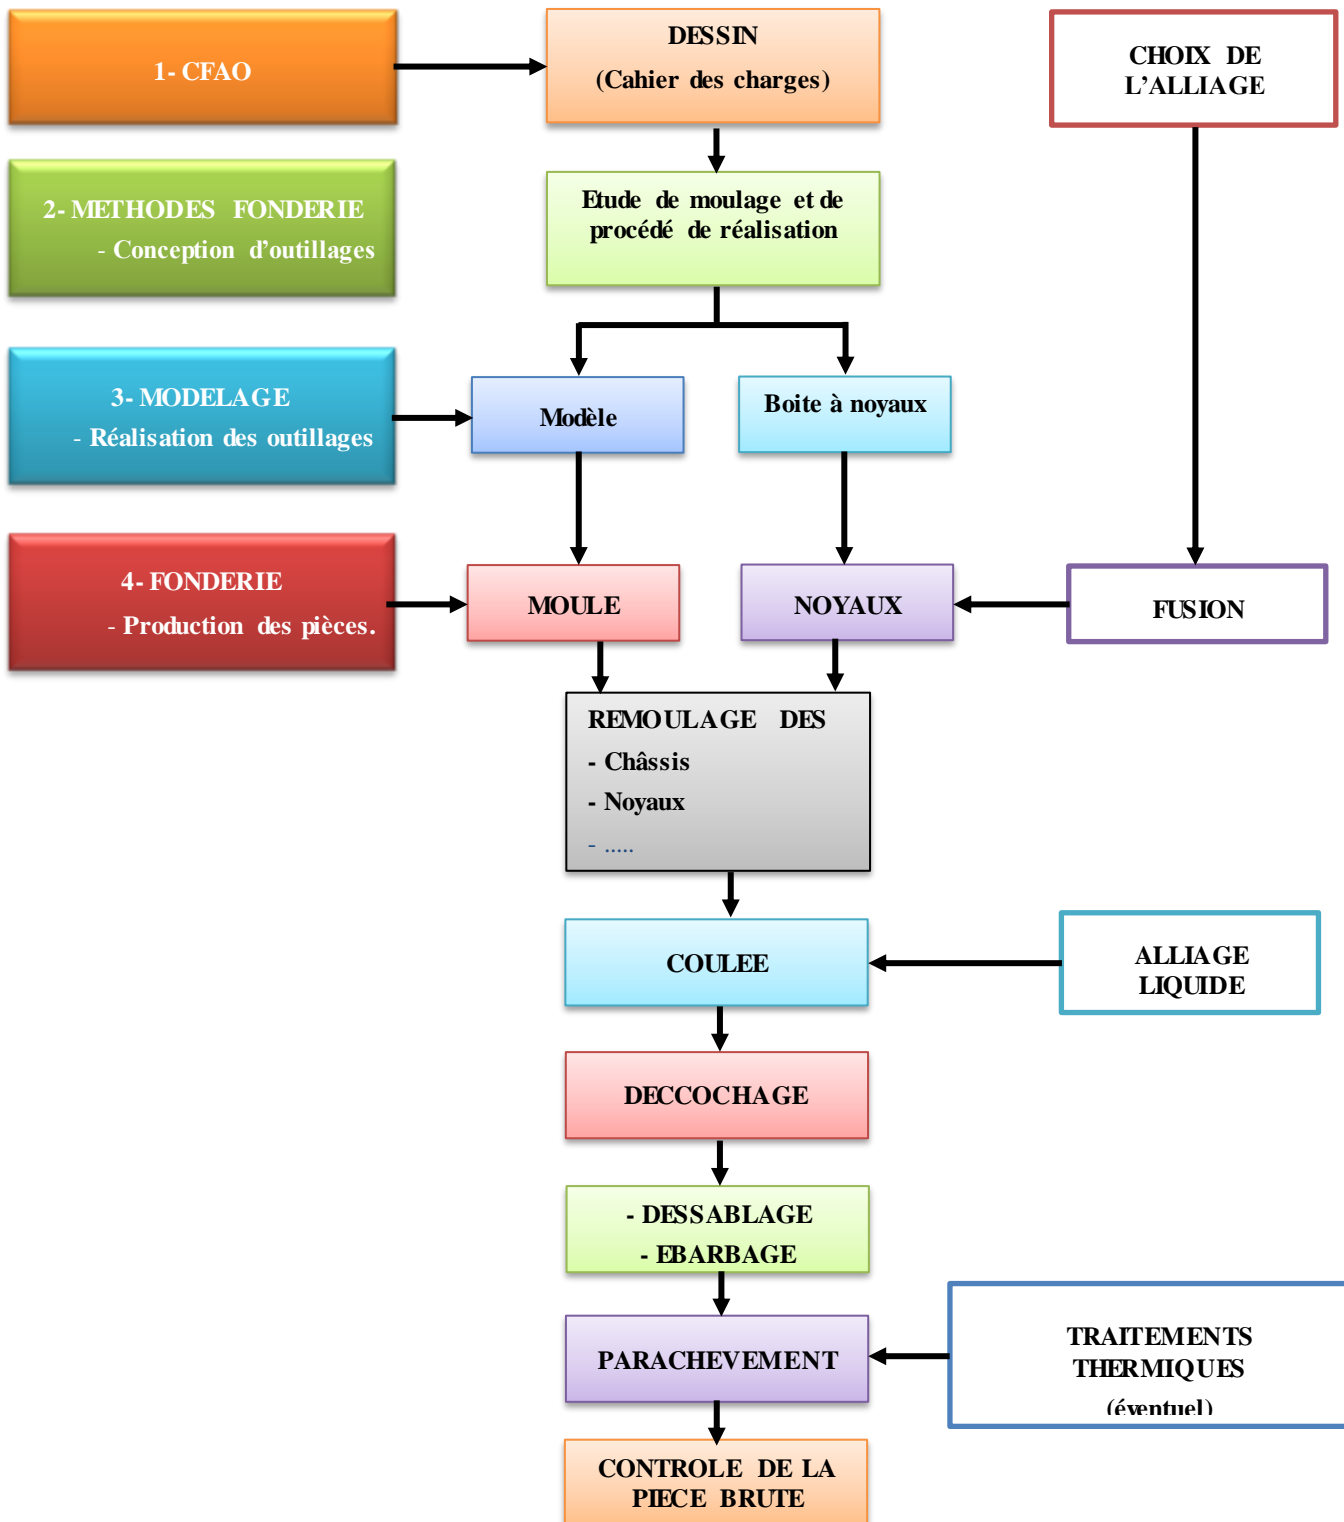 1- CFAO
DESSIN
(Cahier des charges)
CHOIX DE
L'ALLIAGE
2- METHODES FONDERIE
- Conception d'outillages
Etude de moulage et de
procédé de réalisation
3- MODELAGE
- Réalisation des outillages
Modèle
Boite à noyaux
4- FONDERIE
- Production des pièces.
MOULE
NOYAUX
FUSION
REMOULAGE DES
- Châssis
- Noyaux
- .....
COULEE
ALLIAGE
LIQUIDE
DECCOCHAGE
- DESSABLAGE
- EBARBAGE
PARACHEVEMENT
TRAITEMENTS
THERMIQUES
(éventuel)
CONTROLE DE LA
PIECE BRUTE